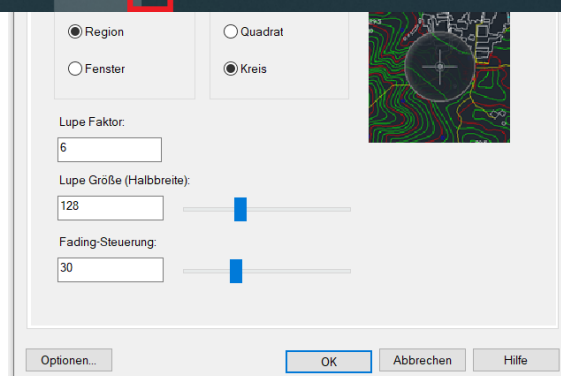 Region
Quadrat
Fenster
Kreis
Lupe Faktor:
6
Lupe Größe (Halbbreite):
128
Fading-Steuerung:
30
Optionen...
OK
Abbrechen
Hilfe